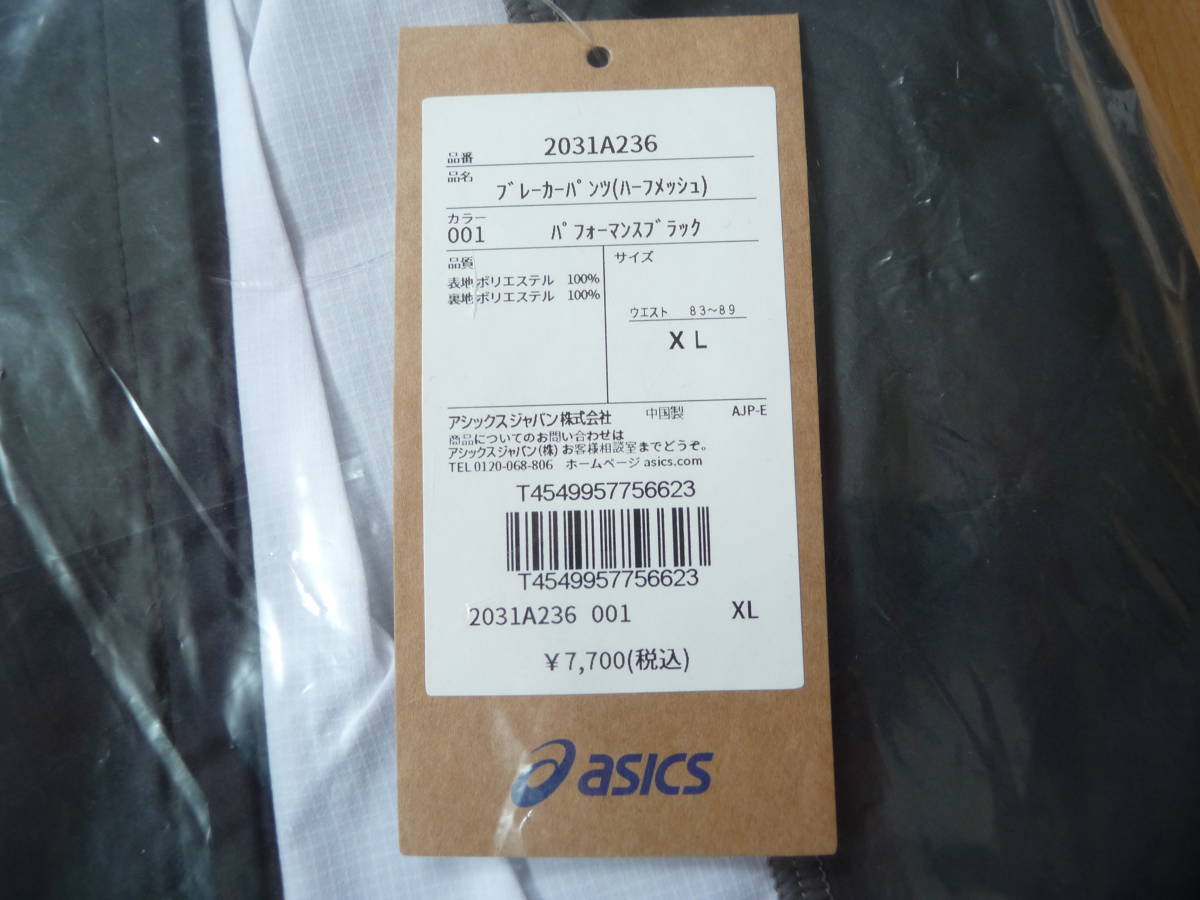 品番 2031A236
品名 ﾌﾞﾚｰｶｰﾊﾟﾝﾂ(ﾊｰﾌﾒｯｼｭ)
カラー
001 ﾊﾟﾌｫｰﾏﾝｽﾌﾞﾗｯｸ
品質
表地 ポリエステル 100%
裏地 ポリエステル 100%
サイズ
ウエスト 83～89
XL
アシックスジャパン株式会社 中国製 AJP-E
商品についてのお問い合わせは
アシックスジャパン(株) お客様相談室までどうぞ。
TEL 0120-068-806 ホームページ asics.com
T4549957756623
T4549957756623
2031A236 001 XL
￥7,700(税込)
asics